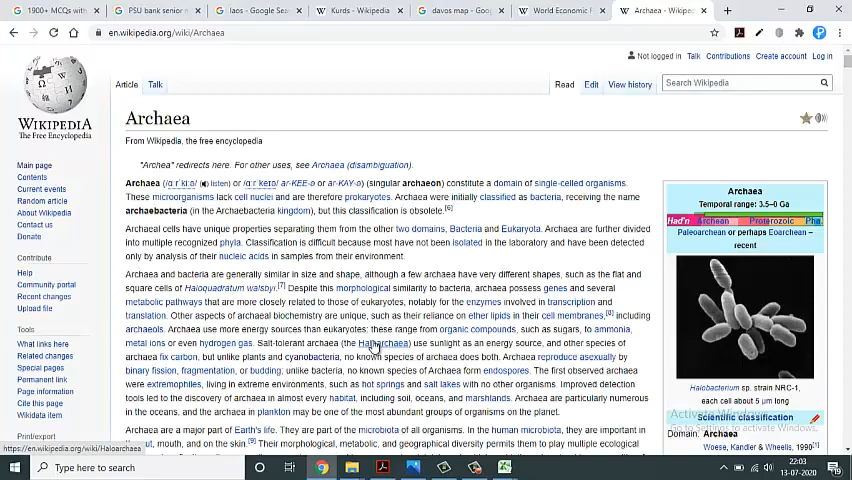 1900+ MCQs with
PSU bank senior m
laos - Google Sea
Kurds - Wikipedia
davos map - Goog
World Economic F
Archaea - Wikiped
en.wikipedia.org/wiki/Archaea
Not logged in Talk Contributions Create account Log in
Article Talk Read Edit View history Search Wikipedia
WIKIPEDIA
The Free Encyclopedia
Main page
Contents
Current events
Random article
About Wikipedia
Contact us
Donate
Contribute
Help
Community portal
Recent changes
Upload file
Tools
What links here
Related changes
Special pages
Permanent link
Page information
Cite this page
Wikidata item
Print/export
Archaea
From Wikipedia, the free encyclopedia
"Archea" redirects here. For other uses, see Archaea (disambiguation).
Archaea (/ɑːrˈkiːə/ listen) or /ɑːrˈkeɪə/ ar-KEE-ə or ar-KAY-ə) (singular archaeon) constitute a domain of single-celled organisms.
These microorganisms lack cell nuclei and are therefore prokaryotes. Archaea were initially classified as bacteria, receiving the name
archaebacteria (in the Archaebacteria kingdom), but this classification is obsolete.[6]
Archaeal cells have unique properties separating them from the other two domains, Bacteria and Eukaryota. Archaea are further divided
into multiple recognized phyla. Classification is difficult because most have not been isolated in the laboratory and have been detected
only by analysis of their nucleic acids in samples from their environment.
Archaea and bacteria are generally similar in size and shape, although a few archaea have very different shapes, such as the flat and
square cells of Haloquadratum walsbyi.[7] Despite this morphological similarity to bacteria, archaea possess genes and several
metabolic pathways that are more closely related to those of eukaryotes, notably for the enzymes involved in transcription and
translation. Other aspects of archaeal biochemistry are unique, such as their reliance on ether lipids in their cell membranes,[8] including
archaeols. Archaea use more energy sources than eukaryotes: these range from organic compounds, such as sugars, to ammonia,
metal ions or even hydrogen gas. Salt-tolerant archaea (the Haloarchaea) use sunlight as an energy source, and other species of
archaea fix carbon, but unlike plants and cyanobacteria, no known species of archaea does both. Archaea reproduce asexually by
binary fission, fragmentation, or budding; unlike bacteria, no known species of Archaea form endospores. The first observed archaea
were extremophiles, living in extreme environments, such as hot springs and salt lakes with no other organisms. Improved detection
tools led to the discovery of archaea in almost every habitat, including soil, oceans, and marshlands. Archaea are particularly numerous
in the oceans, and the archaea in plankton may be one of the most abundant groups of organisms on the planet.
Archaea are a major part of Earth's life. They are part of the microbiota of all organisms. In the human microbiota, they are important in
the gut, mouth, and on the skin.[9] Their morphological, metabolic, and geographical diversity permits them to play multiple ecological
Archaea
Temporal range: 3.5–0 Ga
Had'n Archean Proterozoic Pha.
Paleoarchean or perhaps Eoarchean –
recent
Halobacterium sp. strain NRC-1,
each cell about 5 μm long
Scientific classification
Domain: Archaea
Woese, Kandler & Wheelis, 1990[1]
Activate Windows
Go to Settings to activate Windows.
https://en.wikipedia.org/wiki/Haloarchaea
Type here to search
22:03
13-07-2020
19